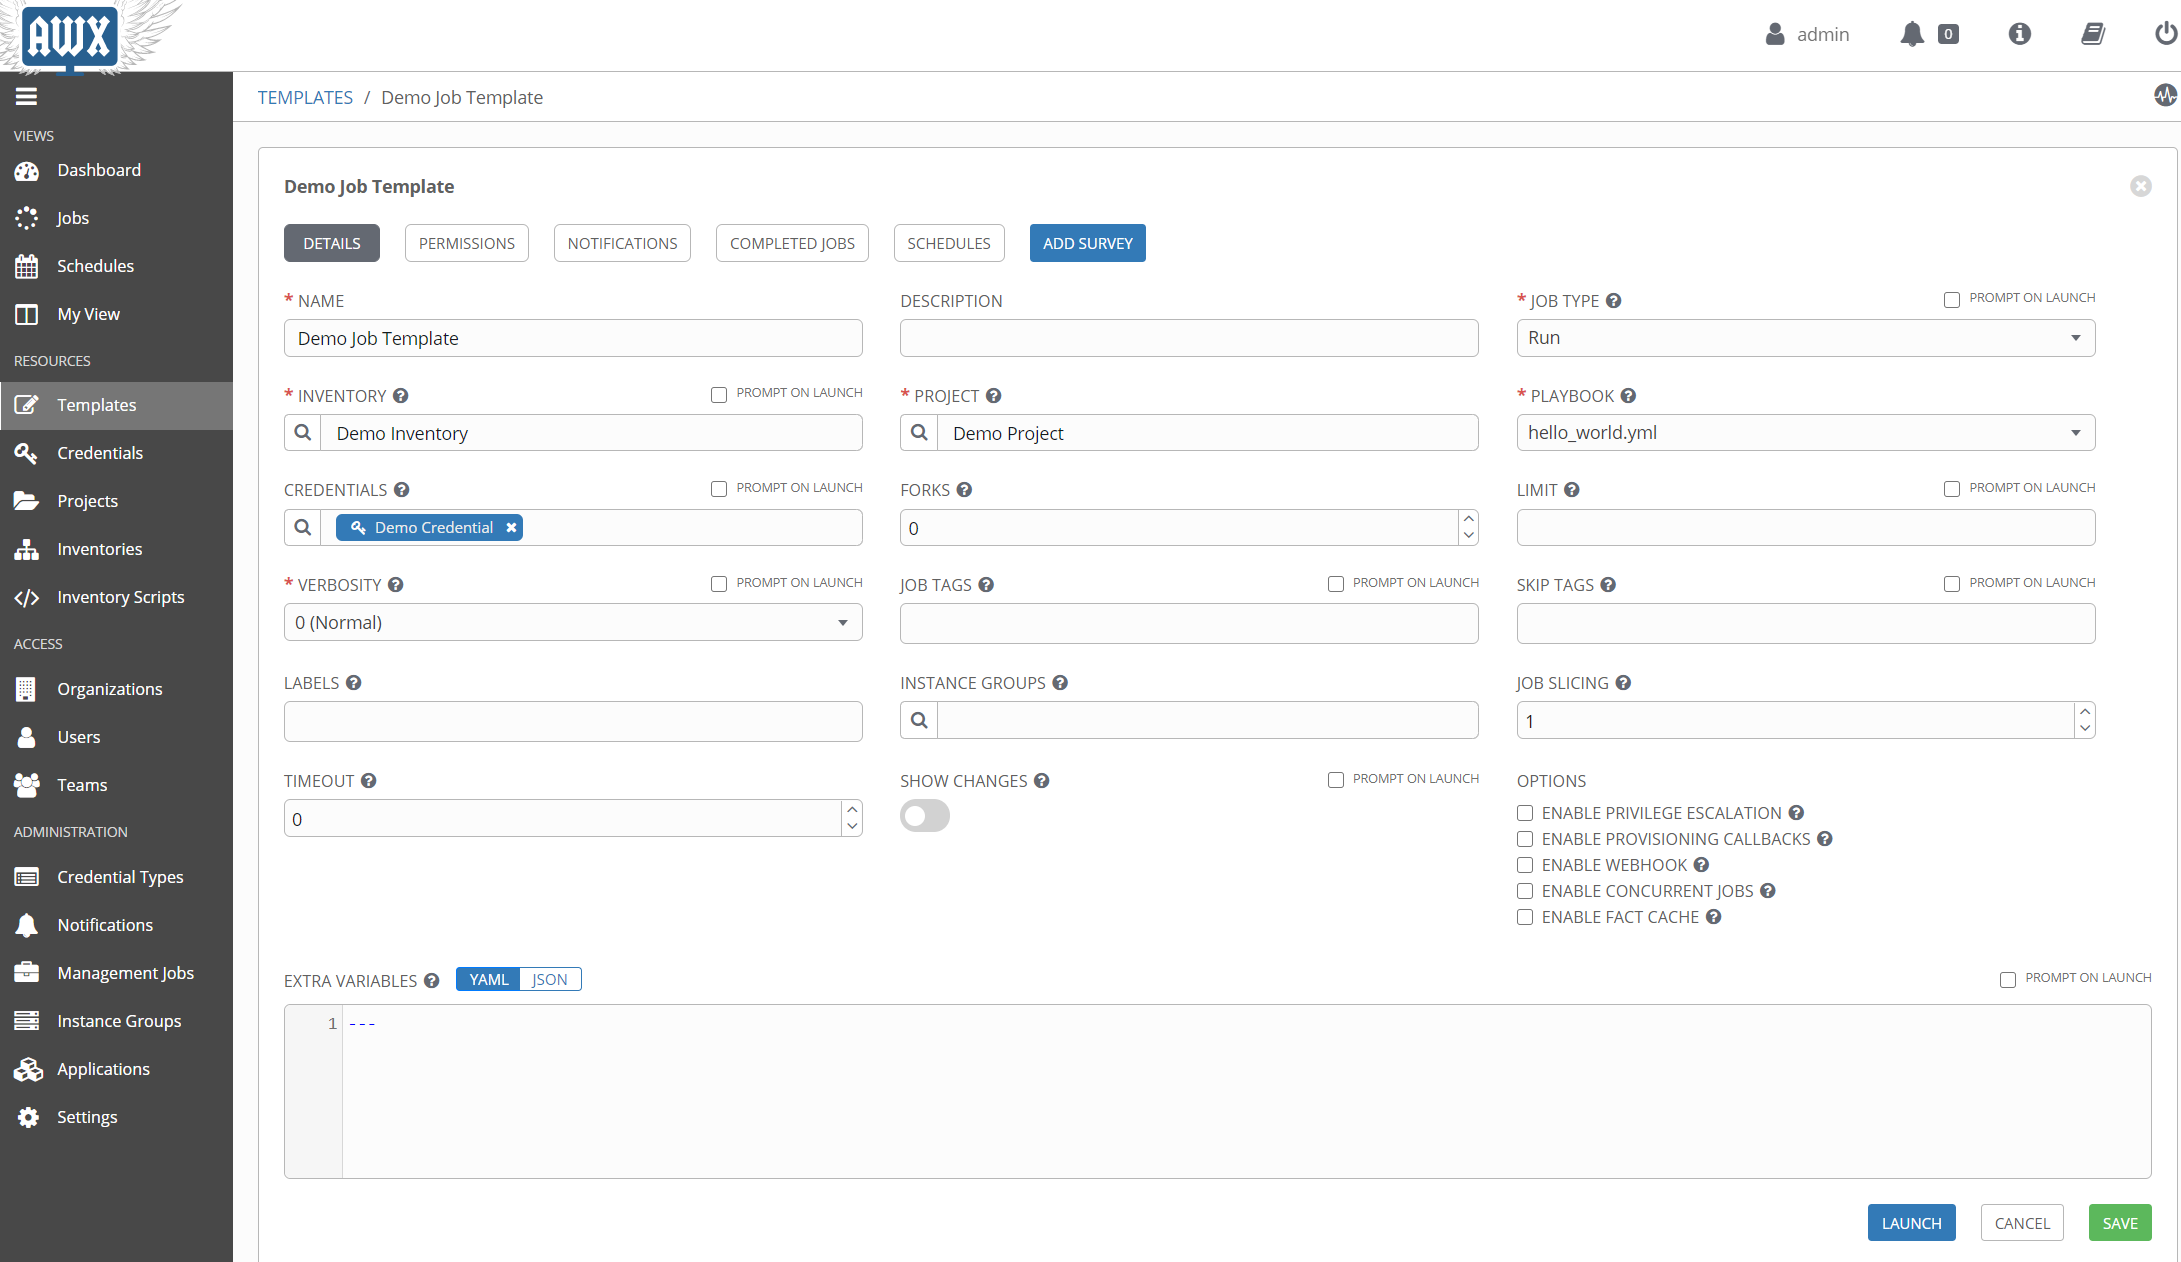 AWX
admin
0
TEMPLATES / Demo Job Template
VIEWS
Dashboard
Jobs
Schedules
My View
RESOURCES
Templates
Credentials
Projects
Inventories
Inventory Scripts
ACCESS
Organizations
Users
Teams
ADMINISTRATION
Credential Types
Notifications
Management Jobs
Instance Groups
Applications
Settings
Demo Job Template
DETAILS PERMISSIONS NOTIFICATIONS COMPLETED JOBS SCHEDULES ADD SURVEY
* NAME DESCRIPTION * JOB TYPE PROMPT ON LAUNCH
Demo Job Template Run
* INVENTORY PROMPT ON LAUNCH * PROJECT * PLAYBOOK
Demo Inventory Demo Project hello_world.yml
CREDENTIALS PROMPT ON LAUNCH FORKS LIMIT PROMPT ON LAUNCH
Demo Credential 0
* VERBOSITY PROMPT ON LAUNCH JOB TAGS PROMPT ON LAUNCH SKIP TAGS PROMPT ON LAUNCH
0 (Normal)
LABELS INSTANCE GROUPS JOB SLICING
1
TIMEOUT SHOW CHANGES PROMPT ON LAUNCH OPTIONS
0
ENABLE PRIVILEGE ESCALATION
ENABLE PROVISIONING CALLBACKS
ENABLE WEBHOOK
ENABLE CONCURRENT JOBS
ENABLE FACT CACHE
EXTRA VARIABLES YAML JSON PROMPT ON LAUNCH
1 ---
LAUNCH CANCEL SAVE